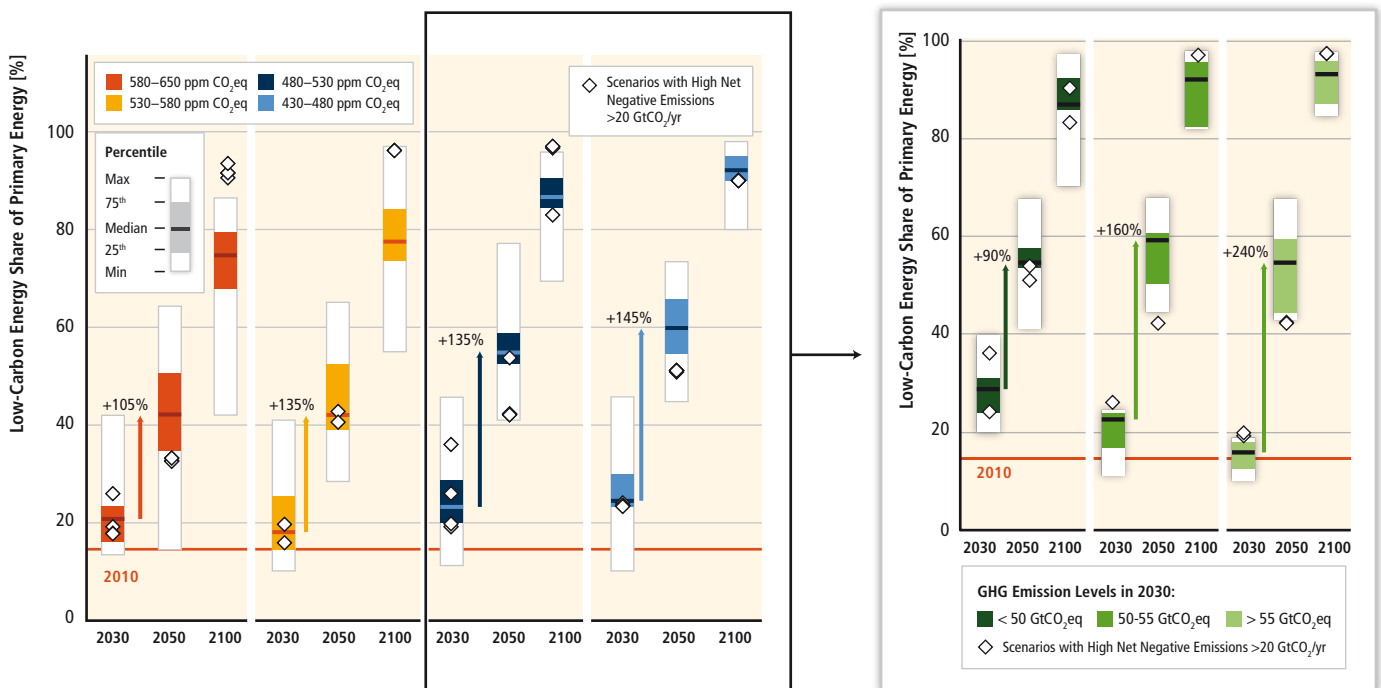 Low-Carbon Energy Share of Primary Energy [%]
580–650 ppm CO₂eq
530–580 ppm CO₂eq
480–530 ppm CO₂eq
430–480 ppm CO₂eq
Scenarios with High Net
Negative Emissions
>20 GtCO₂/yr
Percentile
Max
75th
Median
25th
Min
100
80
60
40
20
0
+105%
+135%
+135%
+145%
2010
2030 2050 2100
2030 2050 2100
2030 2050 2100
2030 2050 2100
Low-Carbon Energy Share of Primary Energy [%]
100
80
60
40
20
0
+90%
+160%
+240%
2010
2030 2050 2100
2030 2050 2100
2030 2050 2100
GHG Emission Levels in 2030:
< 50 GtCO₂eq
50-55 GtCO₂eq
> 55 GtCO₂eq
Scenarios with High Net Negative Emissions >20 GtCO₂/yr